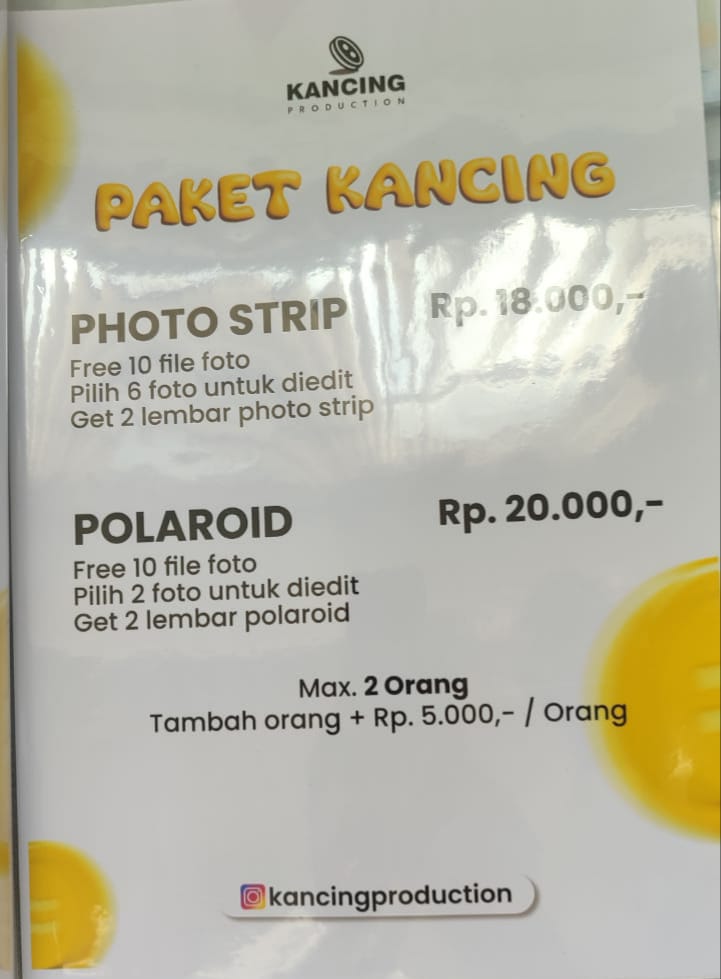 KANCING
PRODUCTION
PAKET KANCING
PHOTO STRIP Rp. 18.000,-
Free 10 file foto
Pilih 6 foto untuk diedit
Get 2 lembar photo strip
POLAROID Rp. 20.000,-
Free 10 file foto
Pilih 2 foto untuk diedit
Get 2 lembar polaroid
Max. 2 Orang
Tambah orang + Rp. 5.000,- / Orang
kancingproduction